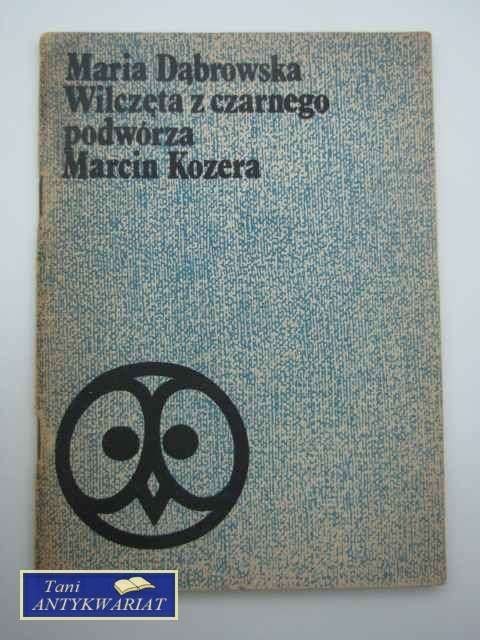 Maria Dąbrowska
Wilczęta z czarnego
podwórza
Marcin Kozera
Tani
ANTYKWARIAT